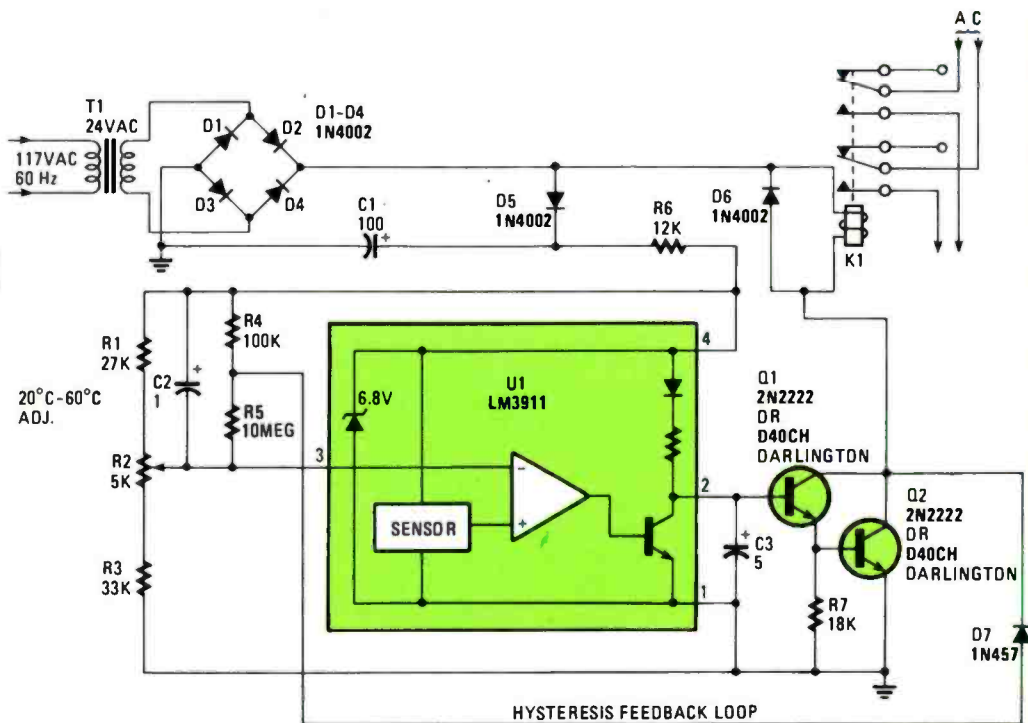 A C
T1
24VAC
117VAC
60 Hz
D1-D4
1N4002
D1
D2
D3
D4
C1
100
+
D5
1N4002
R6
12K
D6
1N4002
K1
R1
27K
20°C-60°C
ADJ.
R2
5K
R3
33K
C2
1
+
R4
100K
R5
10MEG
3
6.8V
U1
LM3911
4
SENSOR
−
+
2
1
C3
5
+
Q1
2N2222
OR
D40CH
DARLINGTON
Q2
2N2222
OR
D40CH
DARLINGTON
R7
18K
D7
1N457
HYSTERESIS FEEDBACK LOOP